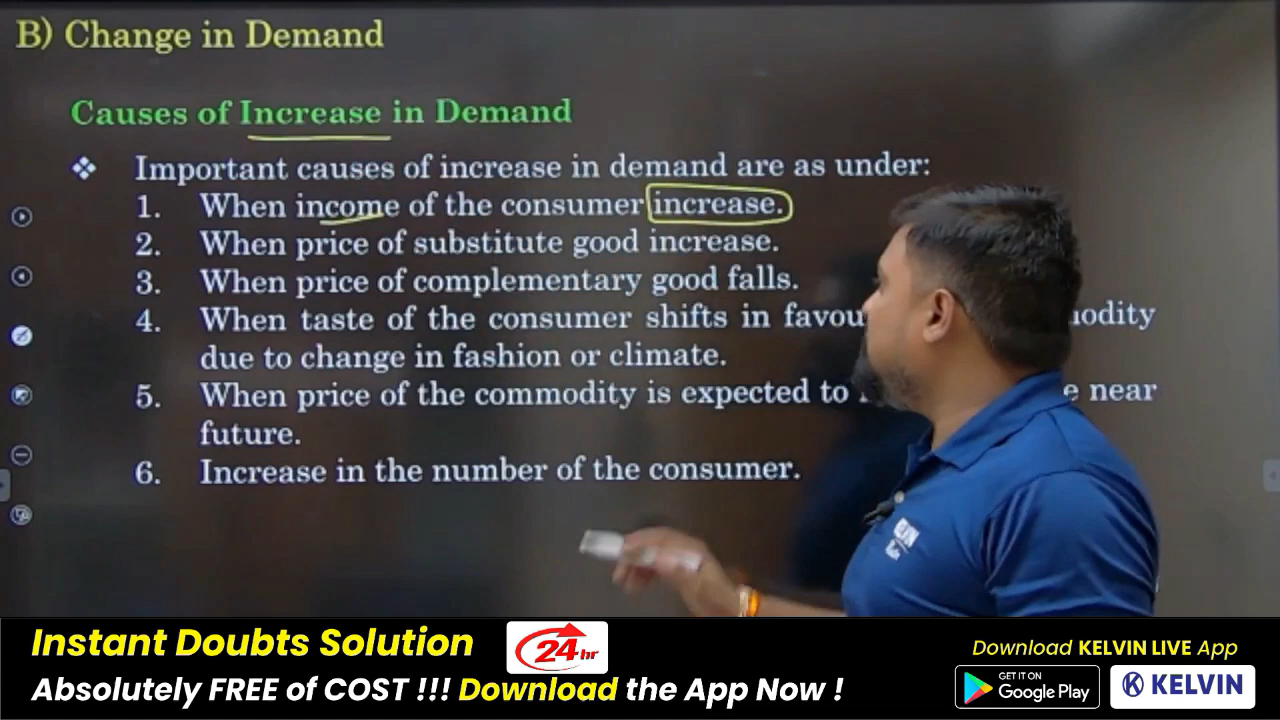 B) Change in Demand
Causes of Increase in Demand
Important causes of increase in demand are as under:
1. When income of the consumer increase.
2. When price of substitute good increase.
3. When price of complementary good falls.
4. When taste of the consumer shifts in
due to change in fashion or climate.
5. When price of the commodity is expected to near
future.
6. Increase in the number of the consumer.
KELVIN
Instant Doubts Solution
24hr
Download KELVIN LIVE App
Absolutely FREE of COST !!! Download the App Now !
GET IT ON
Google Play
KELVIN